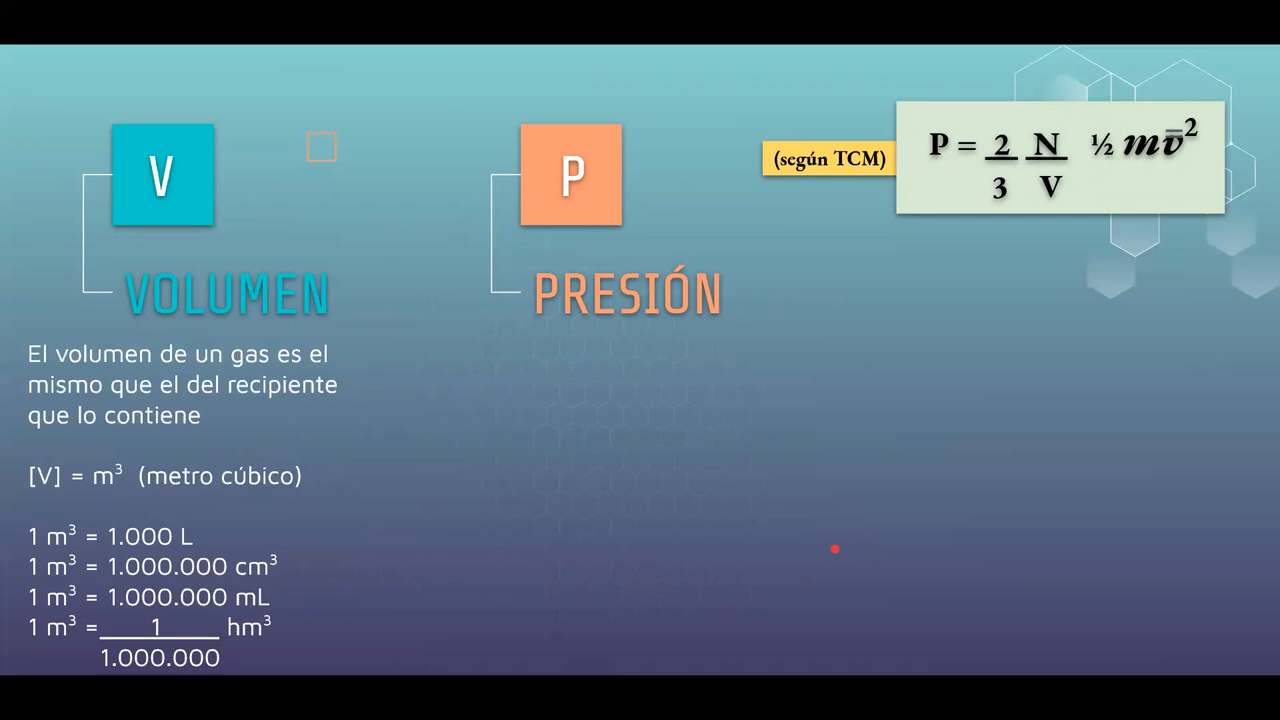 V
VOLUMEN
El volumen de un gas es el
mismo que el del recipiente
que lo contiene
[V] = m³ (metro cúbico)
1 m³ = 1.000 L
1 m³ = 1.000.000 cm³
1 m³ = 1.000.000 mL
1 m³ = 1 hm³
1.000.000
P
PRESIÓN
(según TCM)
P = 2 N ½ mv̅²
3 V